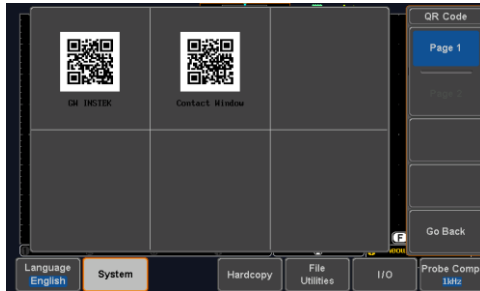 QR Code
Page 1
Page 2
GW INSTEK
Contact Window
F
Go Back
Language
English
System
Hardcopy
File
Utilities
I/O
Probe Comp
1kHz